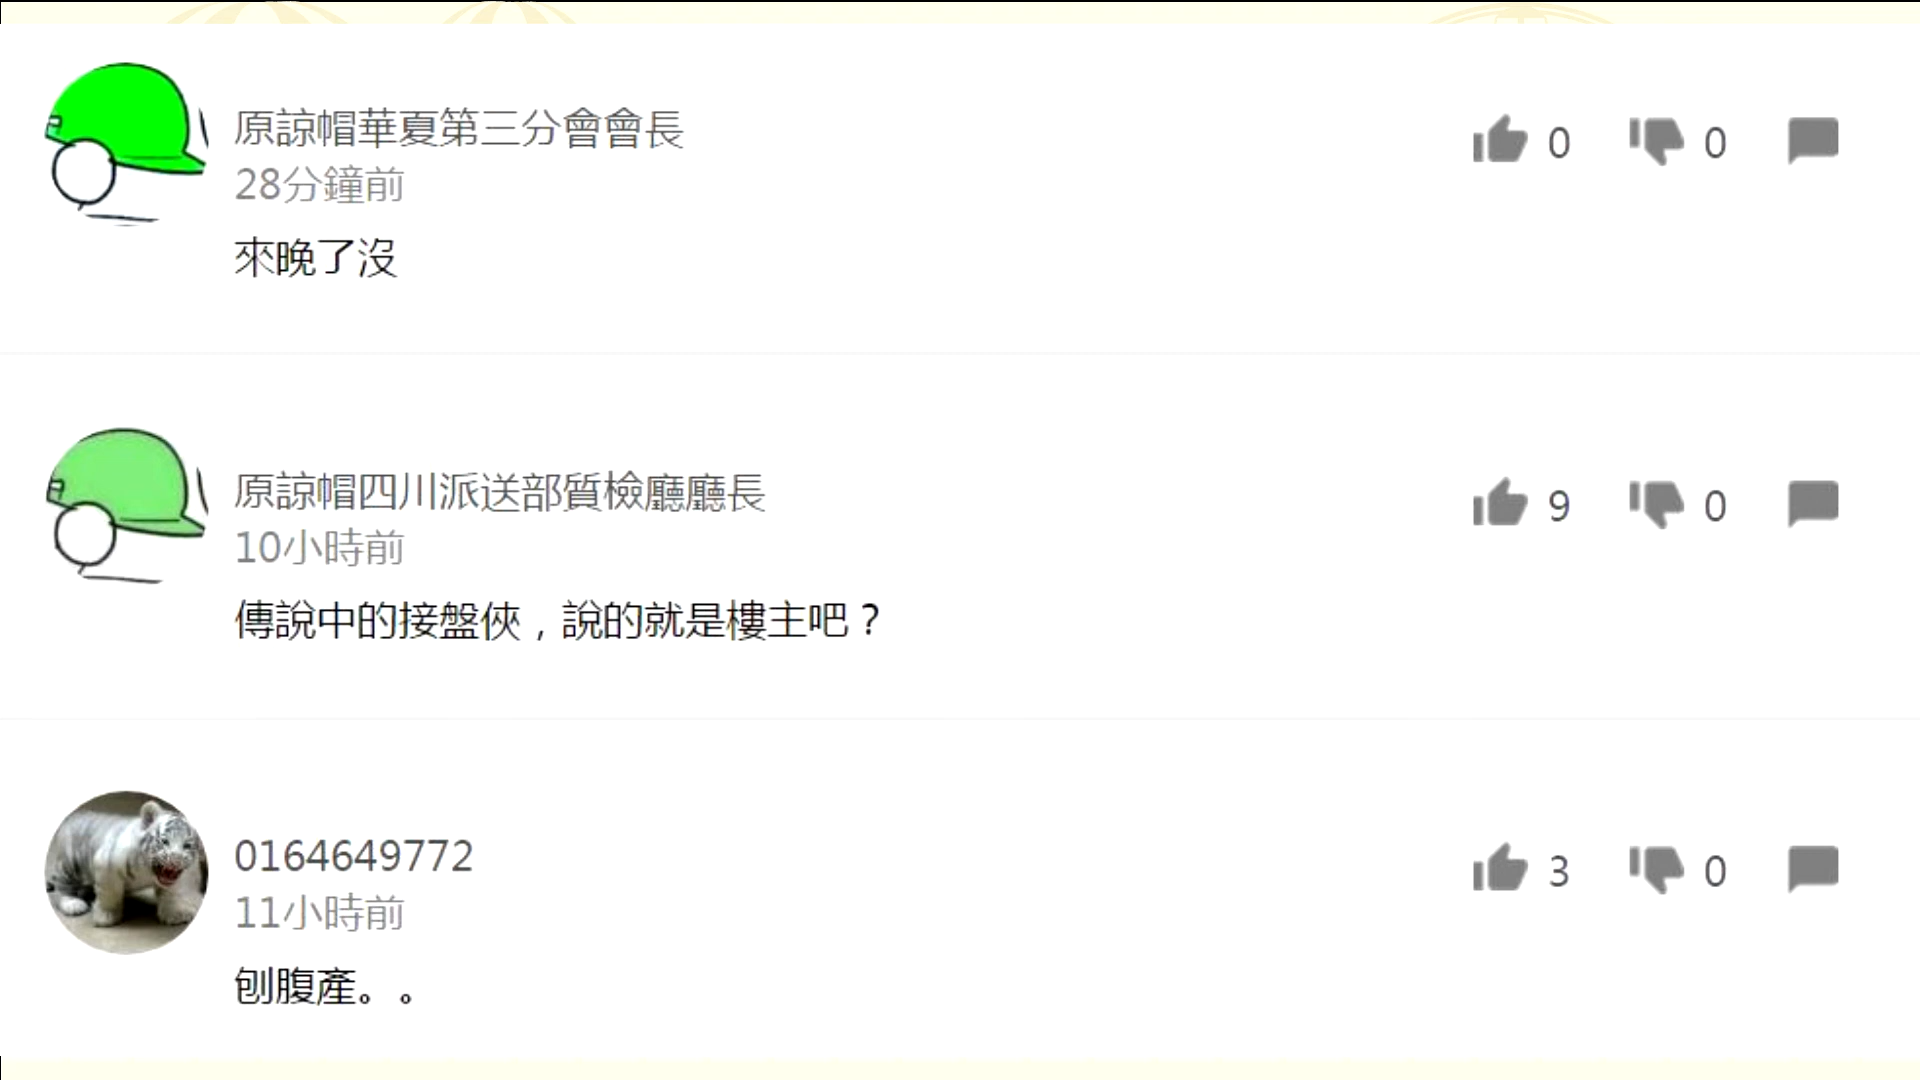 原諒帽華夏第三分會會長
0 0
28分鐘前
來晚了沒
原諒帽四川派送部質檢廳廳長
9 0
10小時前
傳說中的接盤俠，說的就是樓主吧？
0164649772
3 0
11小時前
刨腹產。。